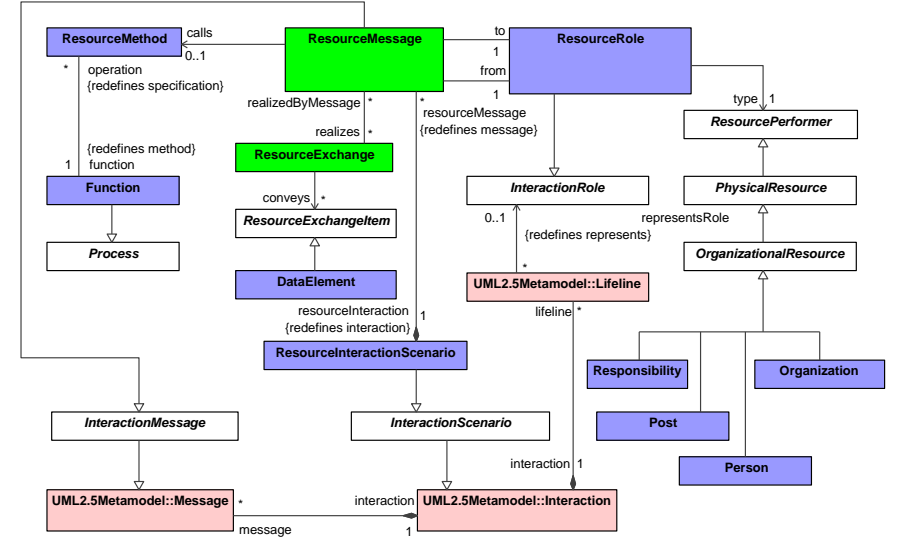 ResourceMethod
calls
0..1
ResourceMessage
to
1
from
1
ResourceRole
*
operation
{redefines specification}
realizedByMessage
*
*
resourceMessage
{redefines message}
type
1
ResourcePerformer
realizes
*
{redefines method}
1
function
ResourceExchange
Function
conveys
*
InteractionRole
PhysicalResource
ResourceExchangeItem
0..1
{redefines represents}
representsRole
Process
OrganizationalResource
*
DataElement
UML2.5Metamodel::Lifeline
resourceInteraction
1
{redefines interaction}
lifeline
*
ResourceInteractionScenario
Responsibility
Organization
InteractionMessage
InteractionScenario
Post
interaction
1
Person
UML2.5Metamodel::Message
*
interaction
UML2.5Metamodel::Interaction
message
1